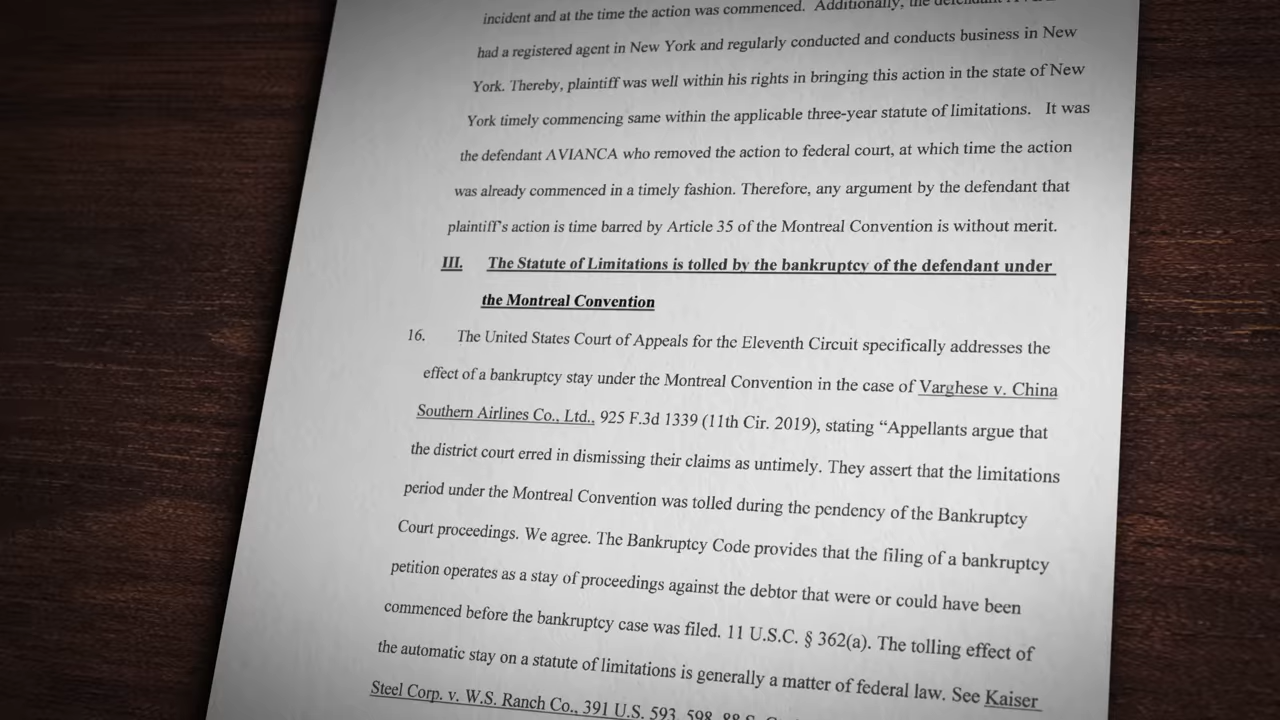 incident and at the time the action was commenced. Additionally, the defendant
had a registered agent in New York and regularly conducted and conducts business in New
York. Thereby, plaintiff was well within his rights in bringing this action in the state of New
York timely commencing same within the applicable three-year statute of limitations. It was
the defendant AVIANCA who removed the action to federal court, at which time the action
was already commenced in a timely fashion. Therefore, any argument by the defendant that
plaintiff's action is time barred by Article 35 of the Montreal Convention is without merit.
III. The Statute of Limitations is tolled by the bankruptcy of the defendant under
the Montreal Convention
16. The United States Court of Appeals for the Eleventh Circuit specifically addresses the
effect of a bankruptcy stay under the Montreal Convention in the case of Varghese v. China
Southern Airlines Co., Ltd., 925 F.3d 1339 (11th Cir. 2019), stating “Appellants argue that
the district court erred in dismissing their claims as untimely. They assert that the limitations
period under the Montreal Convention was tolled during the pendency of the Bankruptcy
Court proceedings. We agree. The Bankruptcy Code provides that the filing of a bankruptcy
petition operates as a stay of proceedings against the debtor that were or could have been
commenced before the bankruptcy case was filed. 11 U.S.C. § 362(a). The tolling effect of
the automatic stay on a statute of limitations is generally a matter of federal law. See Kaiser
Steel Corp. v. W.S. Ranch Co., 391 U.S. 593, 598, 88 S.